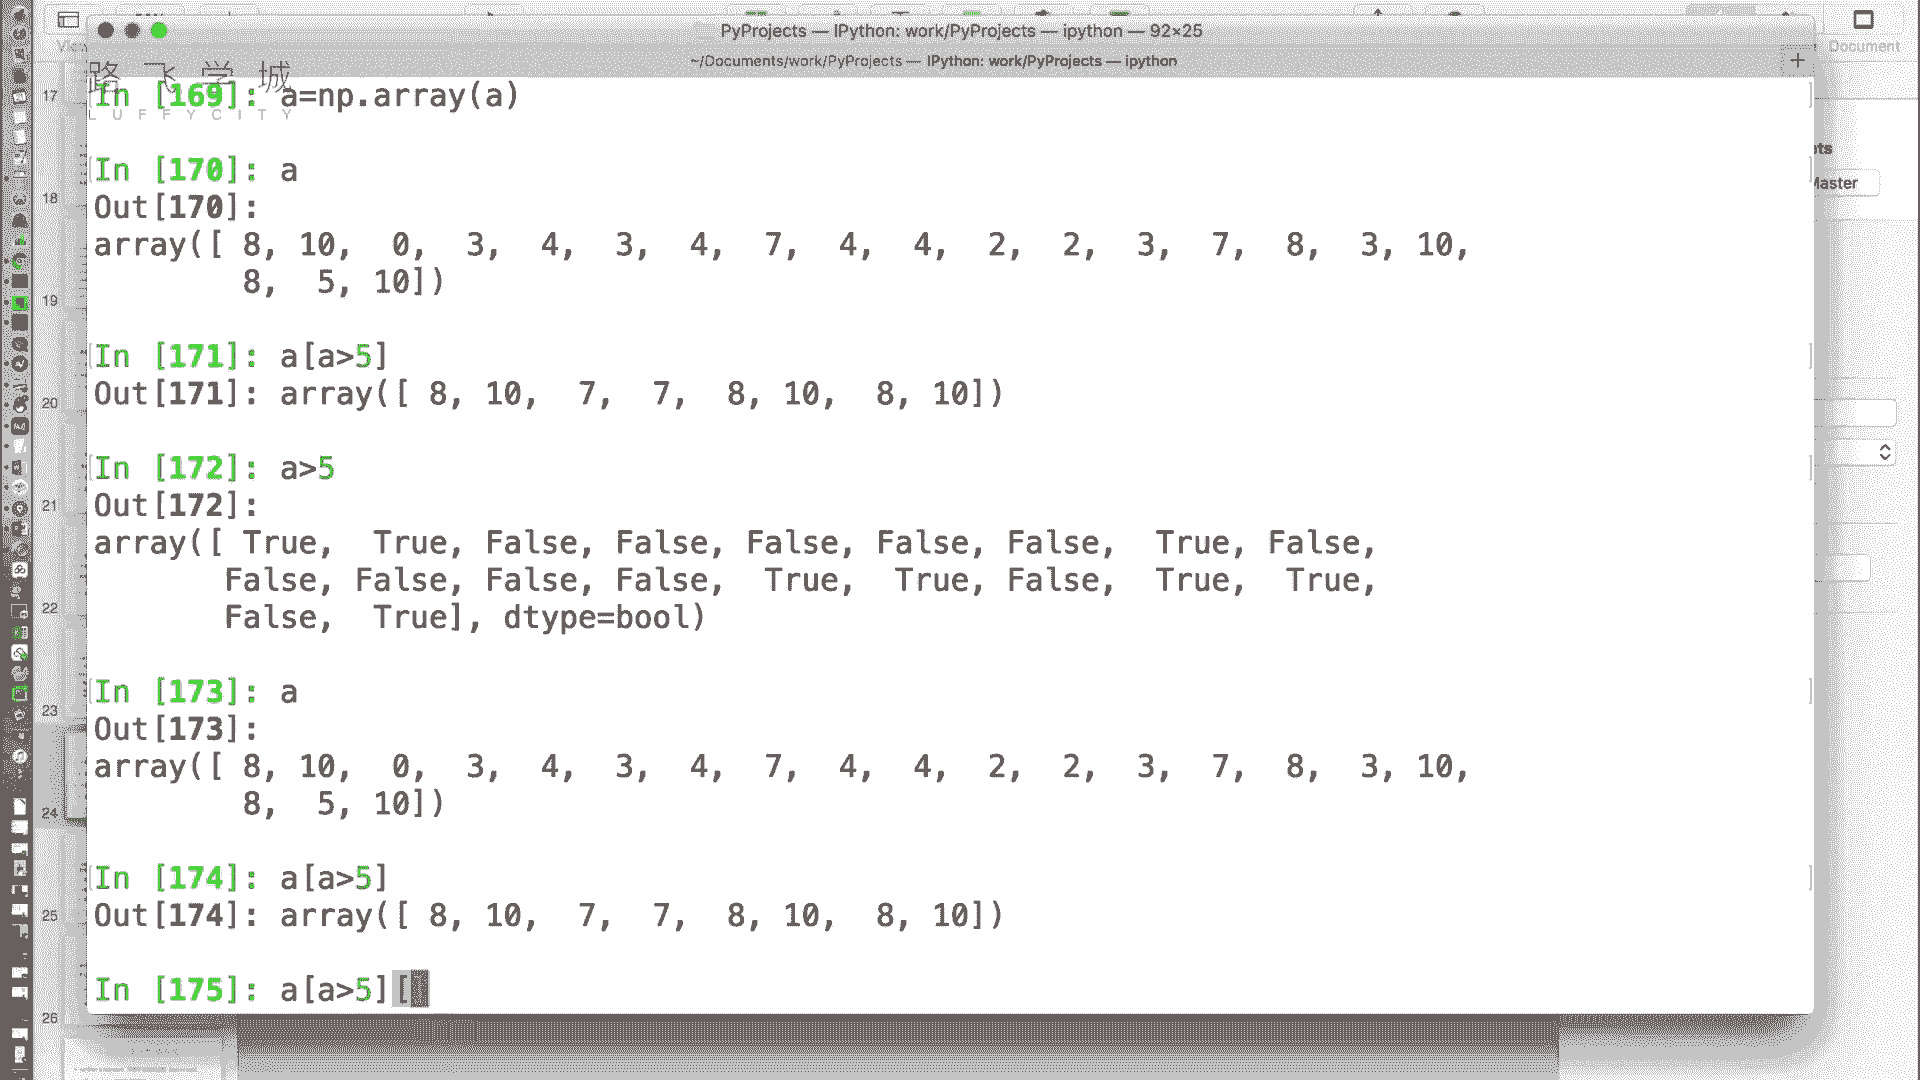 PyProjects — IPython: work/PyProjects — ipython — 92×25
~/Documents/work/PyProjects — IPython: work/PyProjects — ipython
+
Document
路飞学城
LUFFYCITY
In [169]: a=np.array(a)
In [170]: a
Out[170]:
array([ 8, 10,  0,  3,  4,  3,  4,  7,  4,  4,  2,  2,  3,  7,  8,  3, 10,
        8,  5, 10])
In [171]: a[a>5]
Out[171]: array([ 8, 10,  7,  7,  8, 10,  8, 10])
In [172]: a>5
Out[172]:
array([ True,  True, False, False, False, False, False,  True, False,
       False, False, False, False,  True,  True, False,  True,  True,
       False,  True], dtype=bool)
In [173]: a
Out[173]:
array([ 8, 10,  0,  3,  4,  3,  4,  7,  4,  4,  2,  2,  3,  7,  8,  3, 10,
        8,  5, 10])
In [174]: a[a>5]
Out[174]: array([ 8, 10,  7,  7,  8, 10,  8, 10])
In [175]: a[a>5][
17
18
19
20
21
22
23
24
25
26